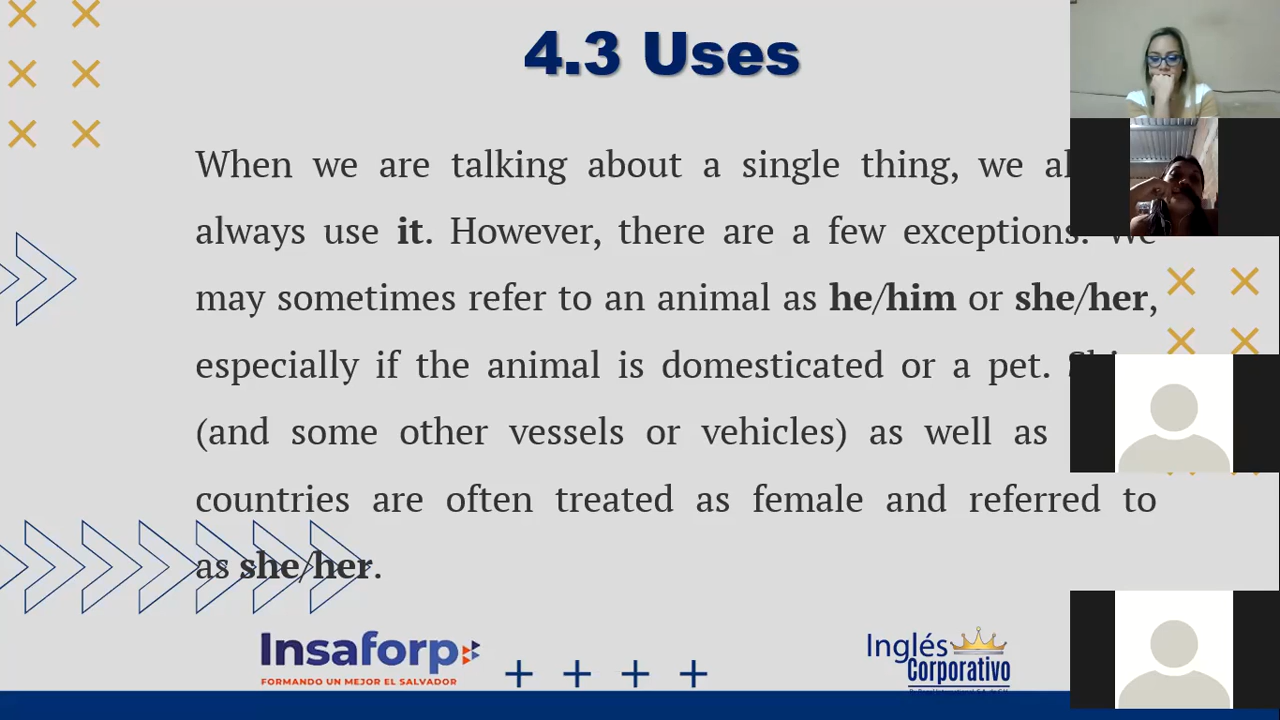 4.3 Uses
When we are talking about a single thing, we
always use it. However, there are a few exceptions. We
may sometimes refer to an animal as he/him or she/her,
especially if the animal is domesticated or a pet.
(and some other vessels or vehicles) as well as
countries are often treated as female and referred to
as she/her.
Insaforp
FORMANDO UN MEJOR EL SALVADOR
Inglés
Corporativo